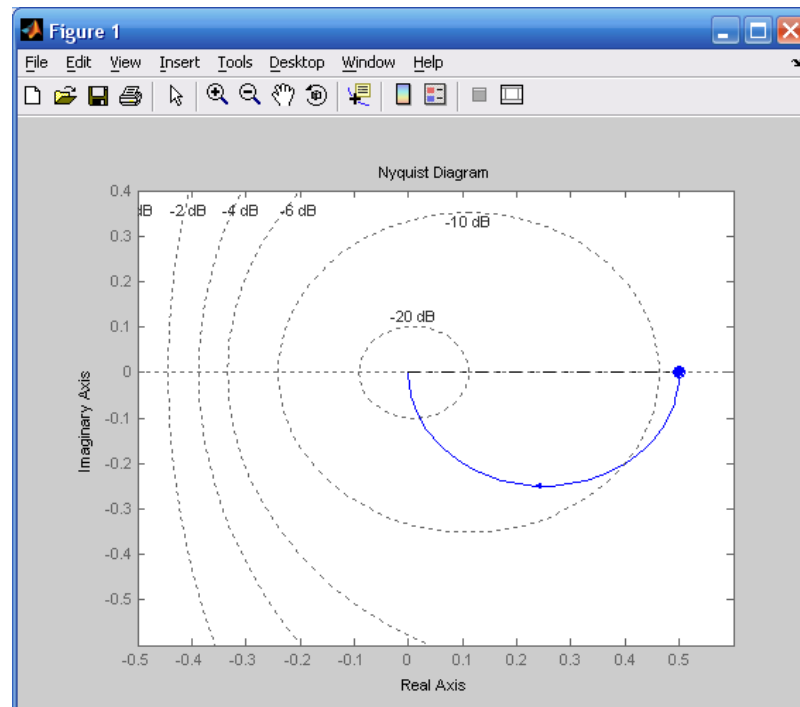 Figure 1
File Edit View Insert Tools Desktop Window Help
Nyquist Diagram
0.4
dB -2 dB -4 dB -6 dB
-10 dB
0.3
0.2
-20 dB
0.1
0
-0.1
-0.2
-0.3
-0.4
-0.5
Imaginary Axis
-0.5 -0.4 -0.3 -0.2 -0.1 0 0.1 0.2 0.3 0.4 0.5
Real Axis